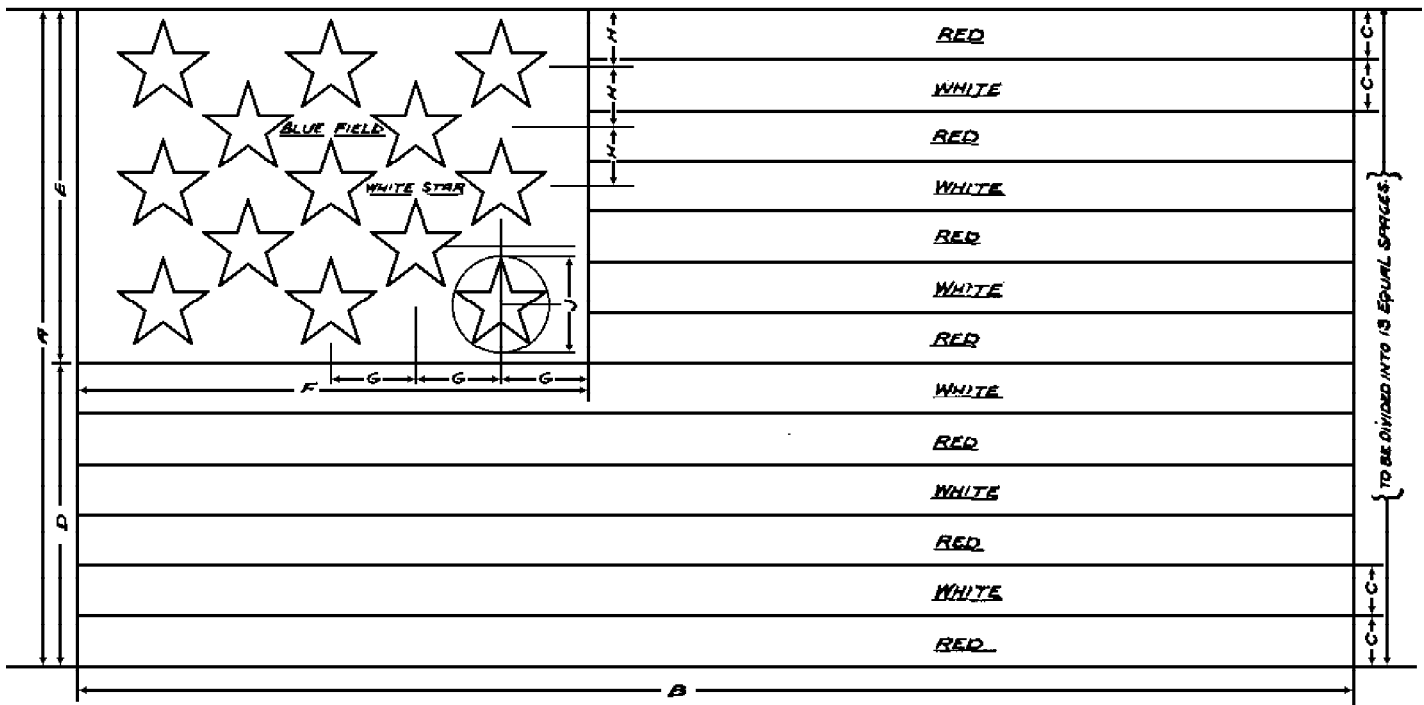 H
RED
C
H
WHITE
C
BLUE FIELD
RED
H
E
WHITE STAR
WHITE
RED
WHITE
J
A
RED
TO BE DIVIDED INTO 13 EQUAL SPACES.
G
G
G
F
WHITE
RED
WHITE
D
RED
WHITE
C
RED
C
B